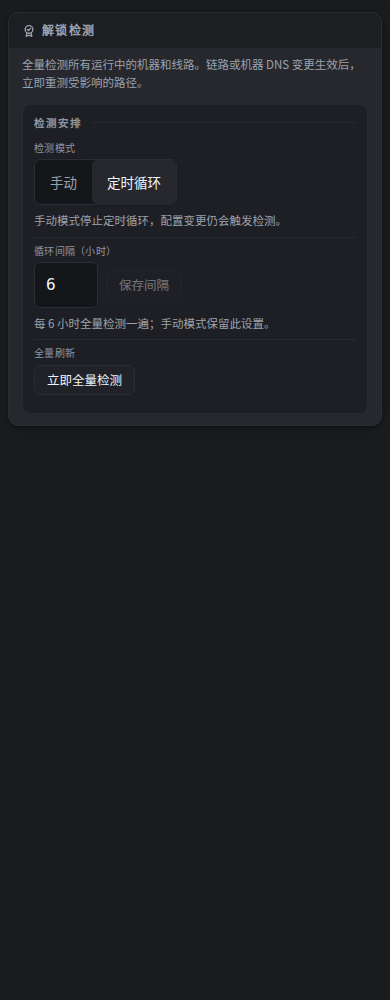 解锁检测
全量检测所有运行中的机器和线路。链路或机器 DNS 变更生效后，
立即重测受影响的路径。
检测安排
检测模式
手动 定时循环
手动模式停止定时循环，配置变更仍会触发检测。
循环间隔（小时）
6 保存间隔
每 6 小时全量检测一遍；手动模式保留此设置。
全量刷新
立即全量检测